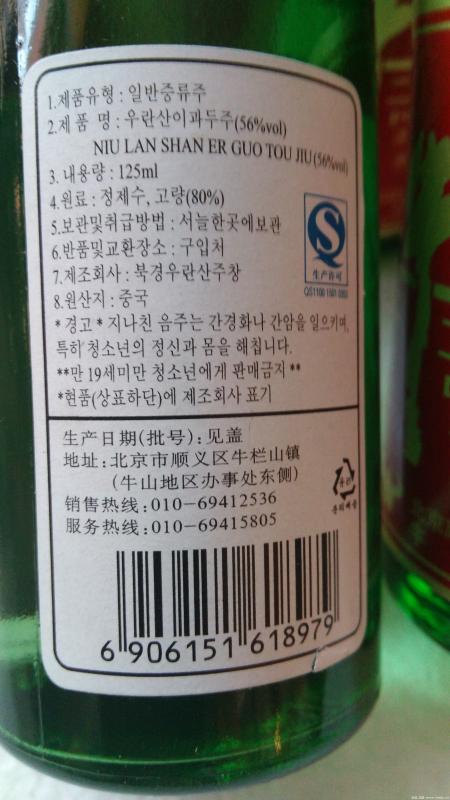 1.제품유형 : 일반증류주
2.제 품 명 : 우란산이과두주(56%vol)
NIU LAN SHAN ER GUO TOU JIU(56%vol)
3. 내용량 : 125ml
4.원료 : 정제수, 고량(80%)
5.보관및취급방법 : 서늘한곳에보관
6.반품및교환장소 : 구입처
7.제조회사 : 북경우란산주창
8.원산지 : 중국
생산许可
*경고* 지나친 음주는 간경화나 간암을 일으키며,
특히 청소년의 정신과 몸을 해칩니다.
**만 19세미만 청소년에게 판매금지**
*현품(상표하단)에 제조회사 표기
生产日期(批号): 见盖
地址: 北京市顺义区牛栏山镇
(牛山地区办事处东侧)
销售热线: 010-69412536
服务热线: 010-69415805
6 906151 618979